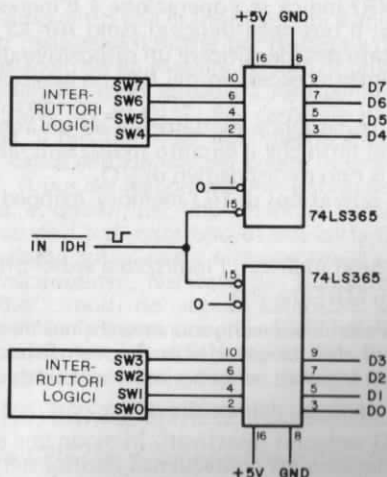 +5V GND
16 8
INTER-
RUTTORI
LOGICI
SW7 10 9 D7
SW6 6 7 D6
SW5 4 5 D5
SW4 2 3 D4
0 1
15
74LS365
IN IDH
74LS365
15
0 1
INTER-
RUTTORI
LOGICI
SW3 10 9 D3
SW2 6 7 D2
SW1 4 5 D1
SW0 2 3 D0
16 8
+5V GND